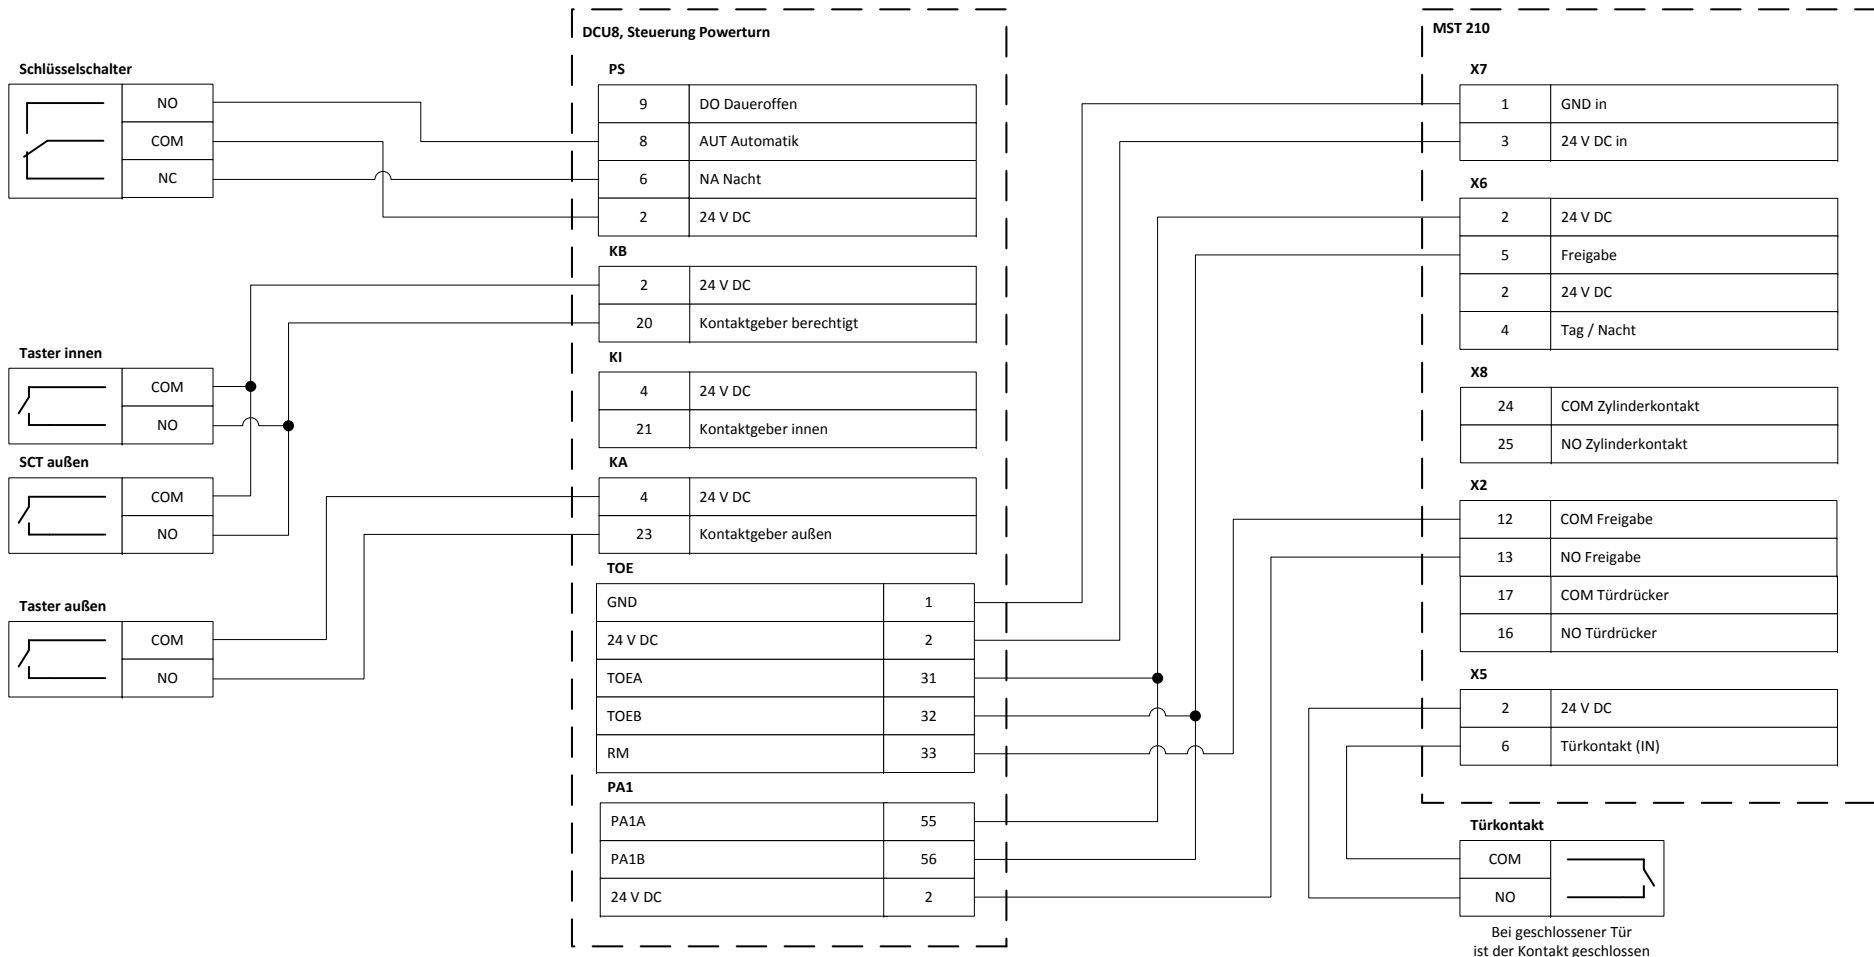 Schlüsselschalter
NO
COM
NC
Taster innen
COM
NO
SCT außen
COM
NO
Taster außen
COM
NO
DCU8, Steuerung Powerturn
PS
9 DO Daueroffen
8 AUT Automatik
6 NA Nacht
2 24 V DC
KB
2 24 V DC
20 Kontaktgeber berechtigt
KI
4 24 V DC
21 Kontaktgeber innen
KA
4 24 V DC
23 Kontaktgeber außen
TOE
GND 1
24 V DC 2
TOEA 31
TOEB 32
RM 33
PA1
PA1A 55
PA1B 56
24 V DC 2
MST 210
X7
1 GND in
3 24 V DC in
X6
2 24 V DC
5 Freigabe
2 24 V DC
4 Tag / Nacht
X8
24 COM Zylinderkontakt
25 NO Zylinderkontakt
X2
12 COM Freigabe
13 NO Freigabe
17 COM Türdrücker
16 NO Türdrücker
X5
2 24 V DC
6 Türkontakt (IN)
Türkontakt
COM
NO
Bei geschlossener Tür
ist der Kontakt geschlossen